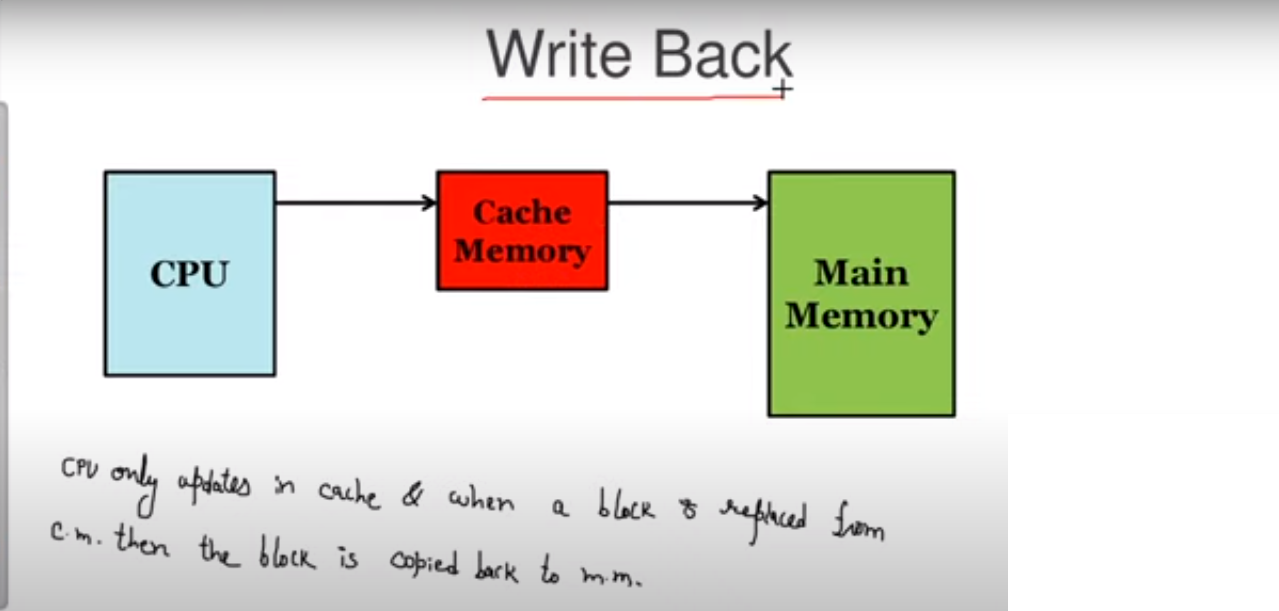 Write Back
CPU
Cache
Memory
Main
Memory
CPU only updates in cache & when a block is replaced from
c.m. then the block is copied back to m.m.